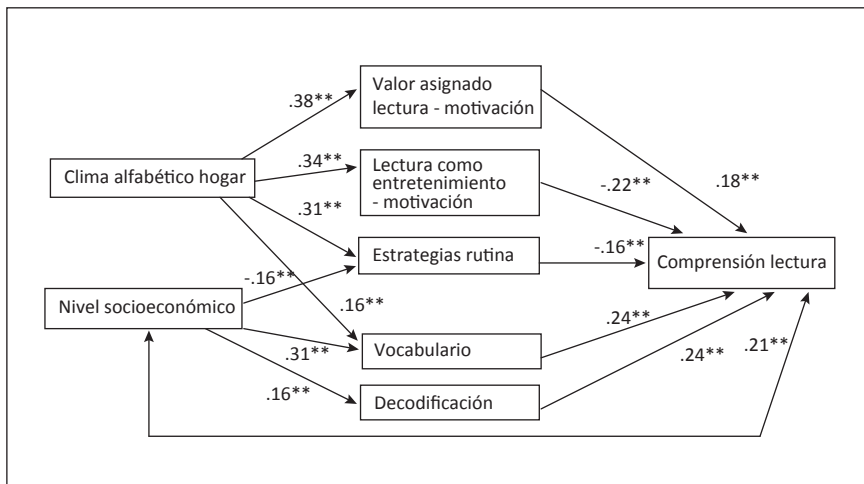 Valor asignado
lectura - motivación
.38**
Clima alfabético hogar
.34**
Lectura como
entretenimiento
- motivación
-.22**
.18**
.31**
Estrategias rutina
-.16**
Comprensión lectura
-.16**
Nivel socioeconómico
.16**
.24**
.31**
Vocabulario
.24**
.21**
.16**
Decodificación